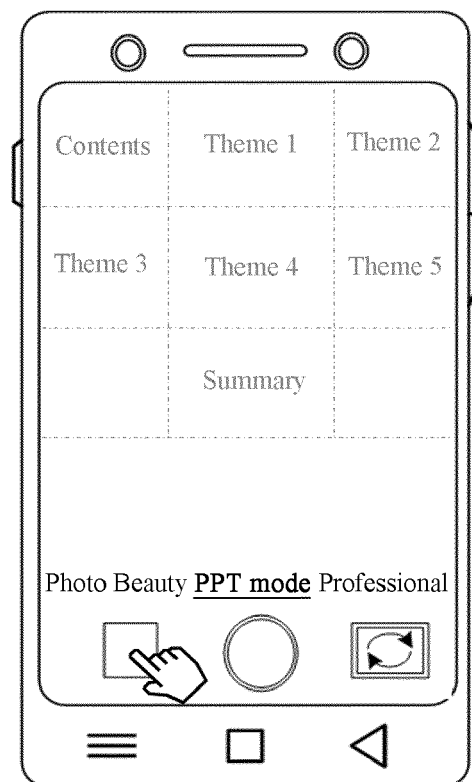 Contents Theme 1 Theme 2
Theme 3 Theme 4 Theme 5
Summary
Photo Beauty PPT mode Professional